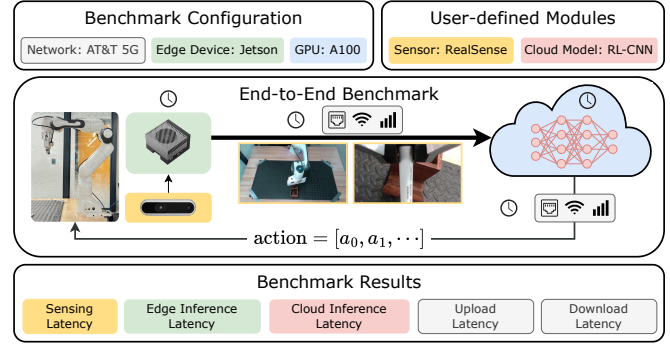 Benchmark Configuration
Network: AT&T 5G
Edge Device: Jetson
GPU: A100
User-defined Modules
Sensor: RealSense
Cloud Model: RL-CNN
End-to-End Benchmark
action = [a₀, a₁, ⋯]
Benchmark Results
Sensing
Latency
Edge Inference
Latency
Cloud Inference
Latency
Upload
Latency
Download
Latency